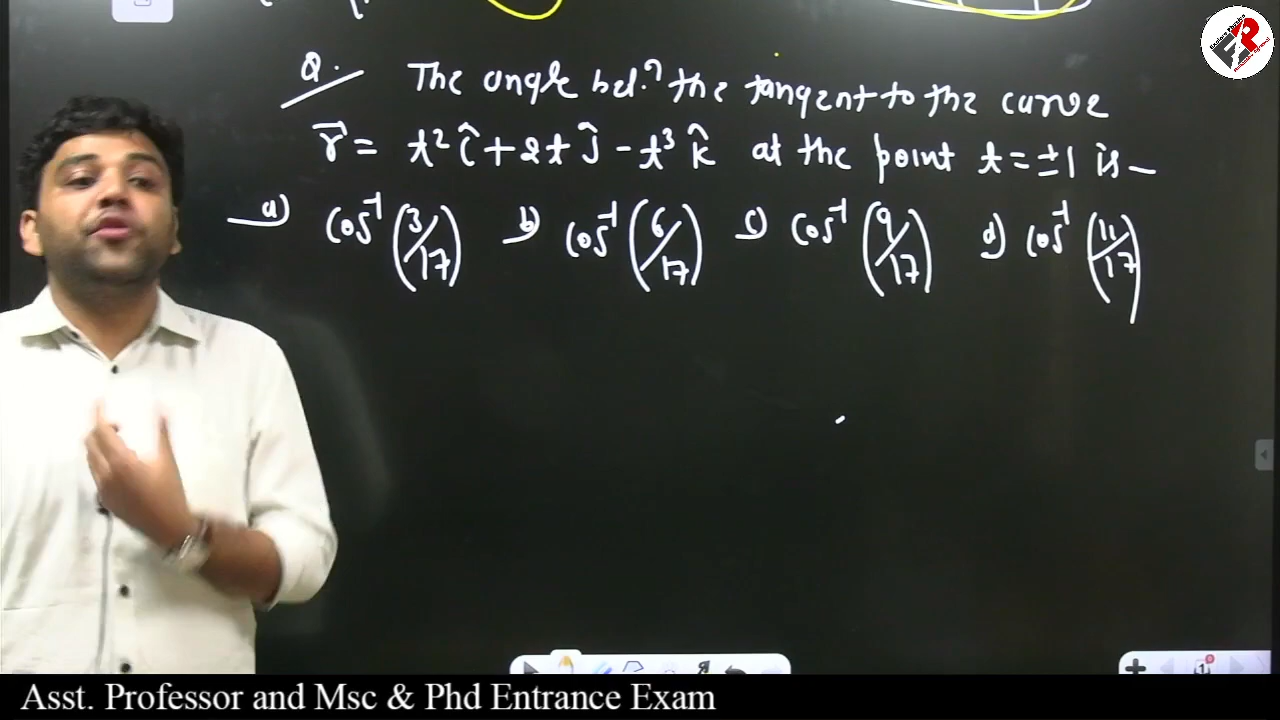 Q. The angle betⁿ the tangent to the curve
r⃗ = t² î + 2t ĵ - t³ k̂ at the point t = ±1 is –
a) Cos⁻¹ (3/17) b) Cos⁻¹ (6/17) c) Cos⁻¹ (9/17) d) Cos⁻¹ (11/17)
Asst. Professor and Msc & Phd Entrance Exam